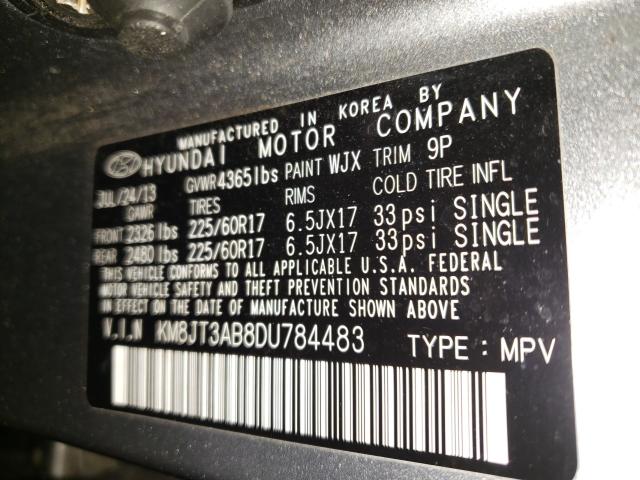 MANUFACTURED IN KOREA BY
HYUNDAI MOTOR COMPANY
JUL/24/13 GVWR 4365lbs PAINT WJX TRIM 9P
GAWR TIRES RIMS COLD TIRE INFL
FRONT 2326 lbs 225/60R17 6.5JX17 33psi SINGLE
REAR 2480 lbs 225/60R17 6.5JX17 33psi SINGLE
THIS VEHICLE CONFORMS TO ALL APPLICABLE U.S.A. FEDERAL
MOTOR VEHICLE SAFETY AND THEFT PREVENTION STANDARDS
IN EFFECT ON THE DATE OF MANUFACTURE SHOWN ABOVE
V.I.N KM8JT3AB8DU784483 TYPE : MPV